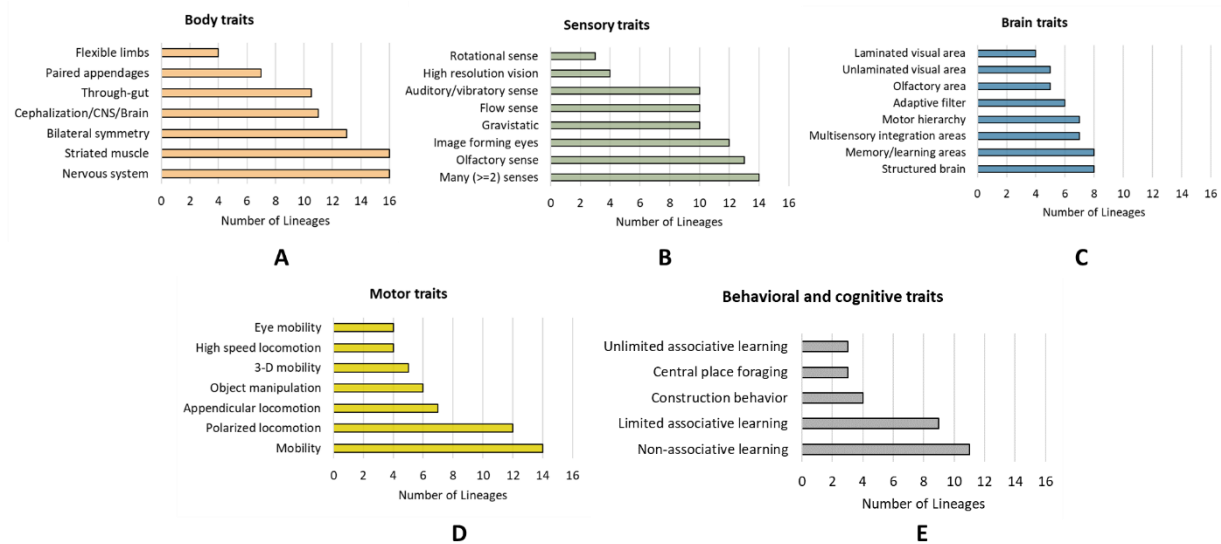 Body traits
Flexible limbs
Paired appendages
Through-gut
Cephalization/CNS/Brain
Bilateral symmetry
Striated muscle
Nervous system
0 2 4 6 8 10 12 14 16
Number of Lineages
A
Sensory traits
Rotational sense
High resolution vision
Auditory/vibratory sense
Flow sense
Gravistatic
Image forming eyes
Olfactory sense
Many (>=2) senses
0 2 4 6 8 10 12 14 16
Number of Lineages
B
Brain traits
Laminated visual area
Unlaminated visual area
Olfactory area
Adaptive filter
Motor hierarchy
Multisensory integration areas
Memory/learning areas
Structured brain
0 2 4 6 8 10 12 14 16
Number of Lineages
C
Motor traits
Eye mobility
High speed locomotion
3-D mobility
Object manipulation
Appendicular locomotion
Polarized locomotion
Mobility
0 2 4 6 8 10 12 14 16
Number of Lineages
D
Behavioral and cognitive traits
Unlimited associative learning
Central place foraging
Construction behavior
Limited associative learning
Non-associative learning
0 2 4 6 8 10 12 14 16
Number of Lineages
E